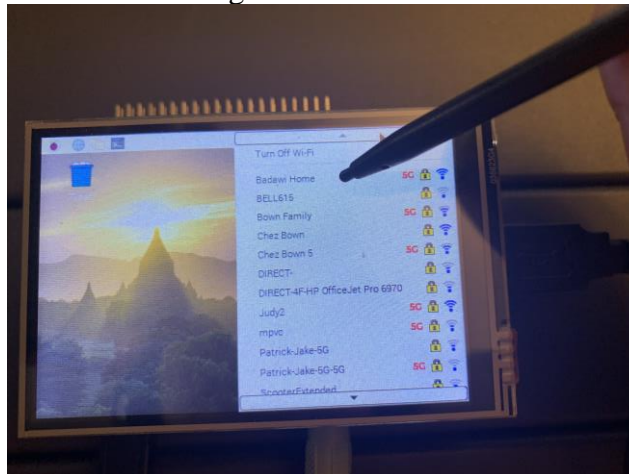 Turn Off Wi-Fi
Badawi Home 5G
BELL615
Bown Family 5G
Chez Bown
Chez Bown 5 5G
DIRECT-
DIRECT-4F-HP OfficeJet Pro 6970
Judy2 5G
mpvc 5G
Patrick-Jake-5G
Patrick-Jake-5G-5G 5G
ScooterExtended